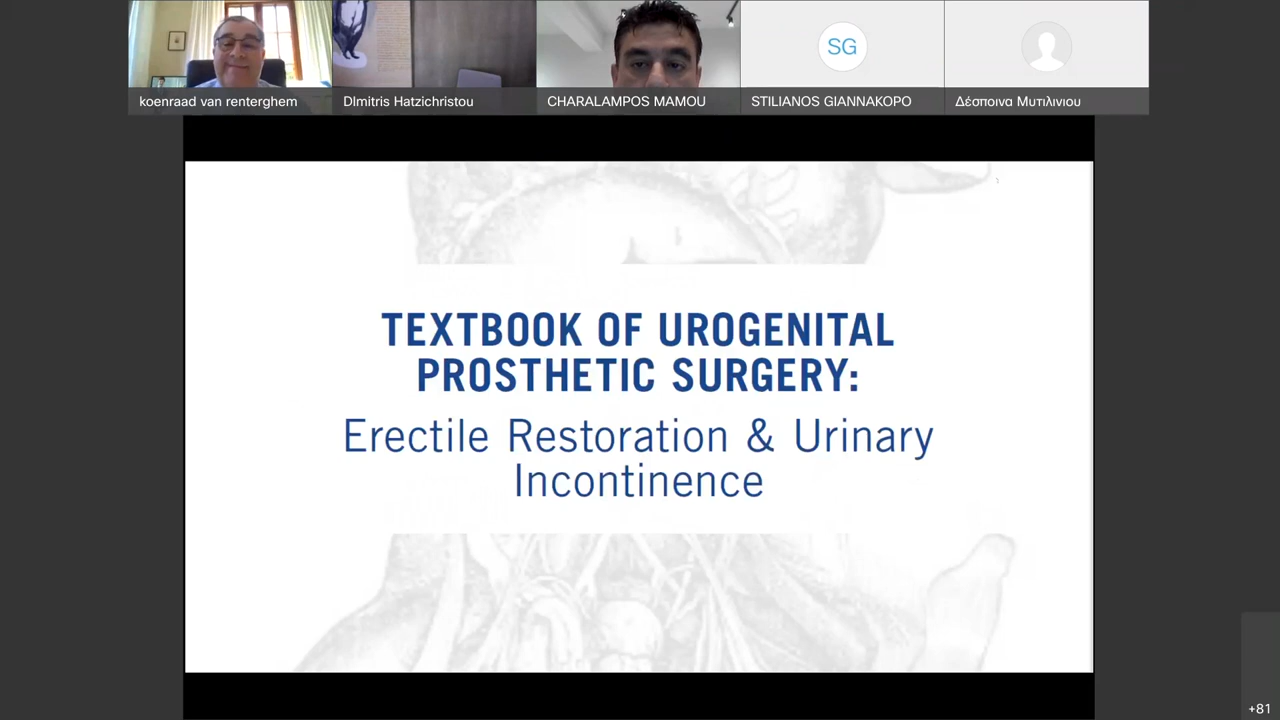 koenraad van renterghem
DImitris Hatzichristou
CHARALAMPOS MAMOU
SG
STILIANOS GIANNAKOPO
Δέσποινα Μυτιλινιου
TEXTBOOK OF UROGENITAL
PROSTHETIC SURGERY:
Erectile Restoration & Urinary
Incontinence
+81